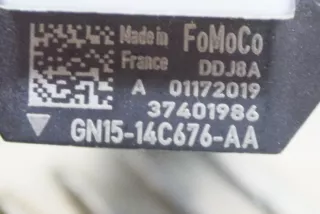 Made in FoMoCo
France DDJ8A
A 01172019
37401986
GN15-14C676-AA